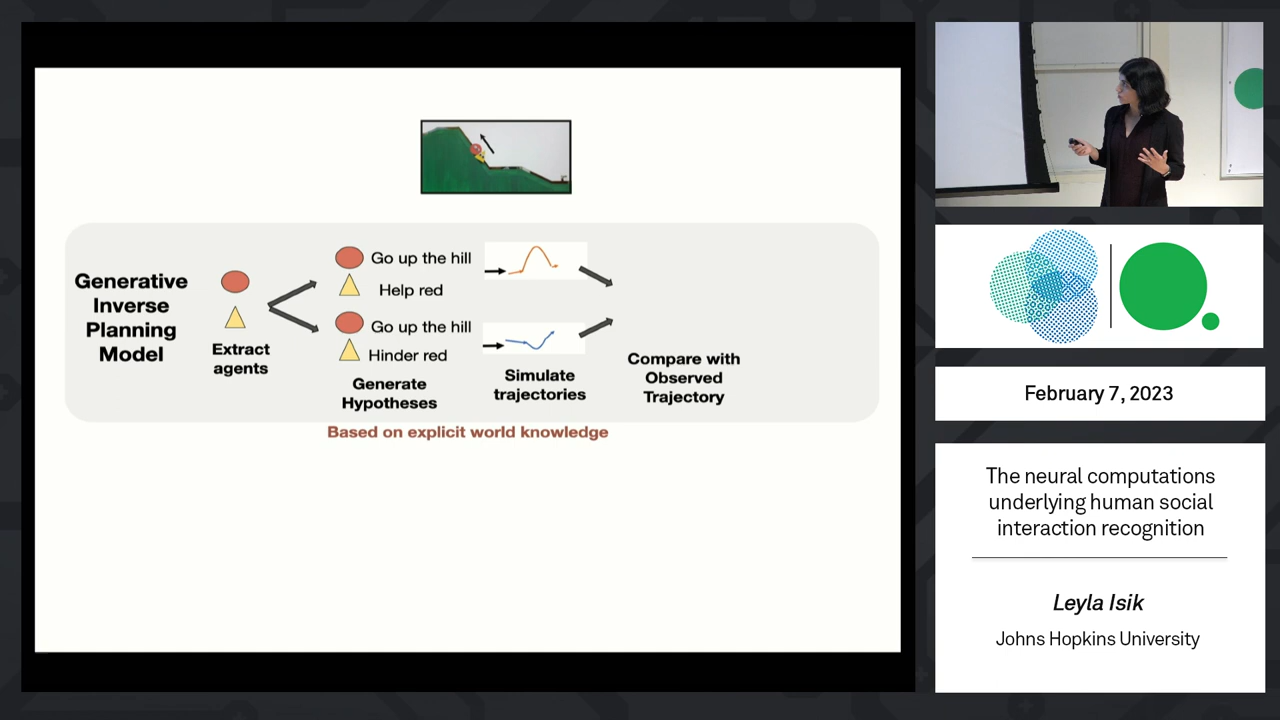 Generative
Inverse
Planning
Model
Extract
agents
Go up the hill
Help red
Go up the hill
Hinder red
Generate
Hypotheses
Simulate
trajectories
Compare with
Observed
Trajectory
Based on explicit world knowledge
February 7, 2023
The neural computations
underlying human social
interaction recognition
Leyla Isik
Johns Hopkins University